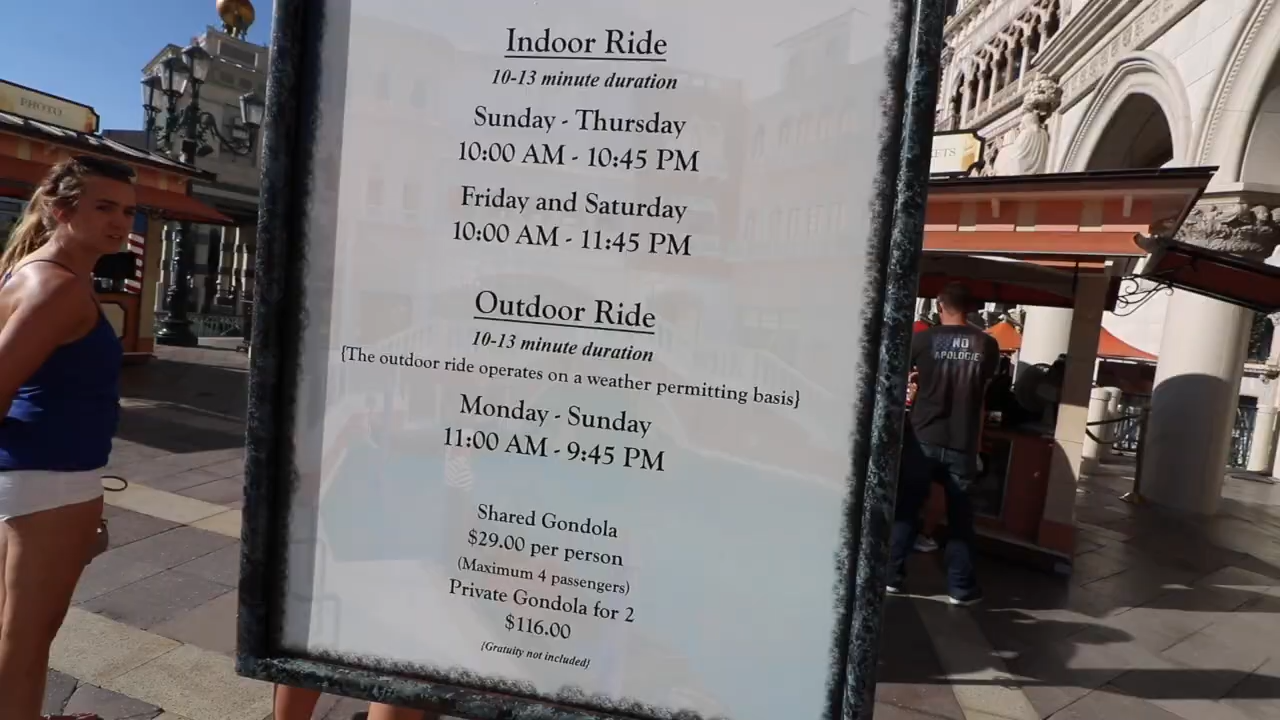 Indoor Ride
10-13 minute duration
Sunday - Thursday
10:00 AM - 10:45 PM
Friday and Saturday
10:00 AM - 11:45 PM
Outdoor Ride
10-13 minute duration
{The outdoor ride operates on a weather permitting basis}
Monday - Sunday
11:00 AM - 9:45 PM
Shared Gondola
$29.00 per person
(Maximum 4 passengers)
Private Gondola for 2
$116.00
{Gratuity not included}
PHOTO
ETS
NO
APOLOGIE